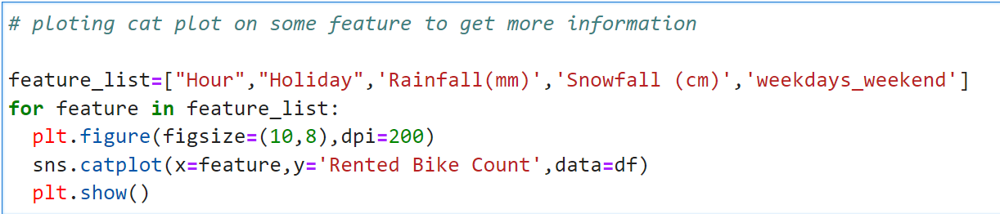 # ploting cat plot on some feature to get more information
feature_list=["Hour","Holiday",'Rainfall(mm)','Snowfall (cm)','weekdays_weekend']
for feature in feature_list:
  plt.figure(figsize=(10,8),dpi=200)
  sns.catplot(x=feature,y='Rented Bike Count',data=df)
  plt.show()